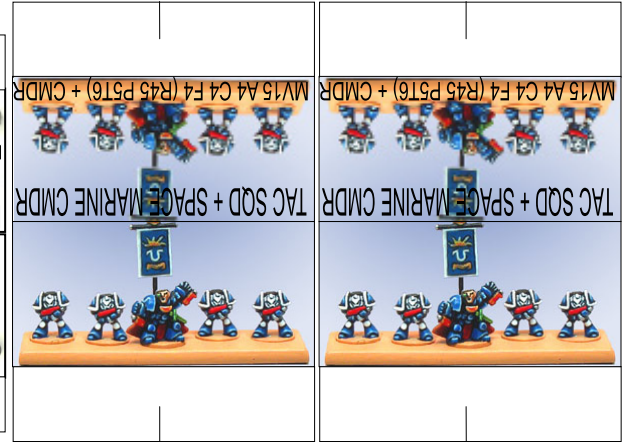 TAC SQD + SPACE MARINE CMDR
MV15 A4 C4 F4 (R45 P5T6) + CMDR
TAC SQD + SPACE MARINE CMDR
MV15 A4 C4 F4 (R45 P5T6) + CMDR